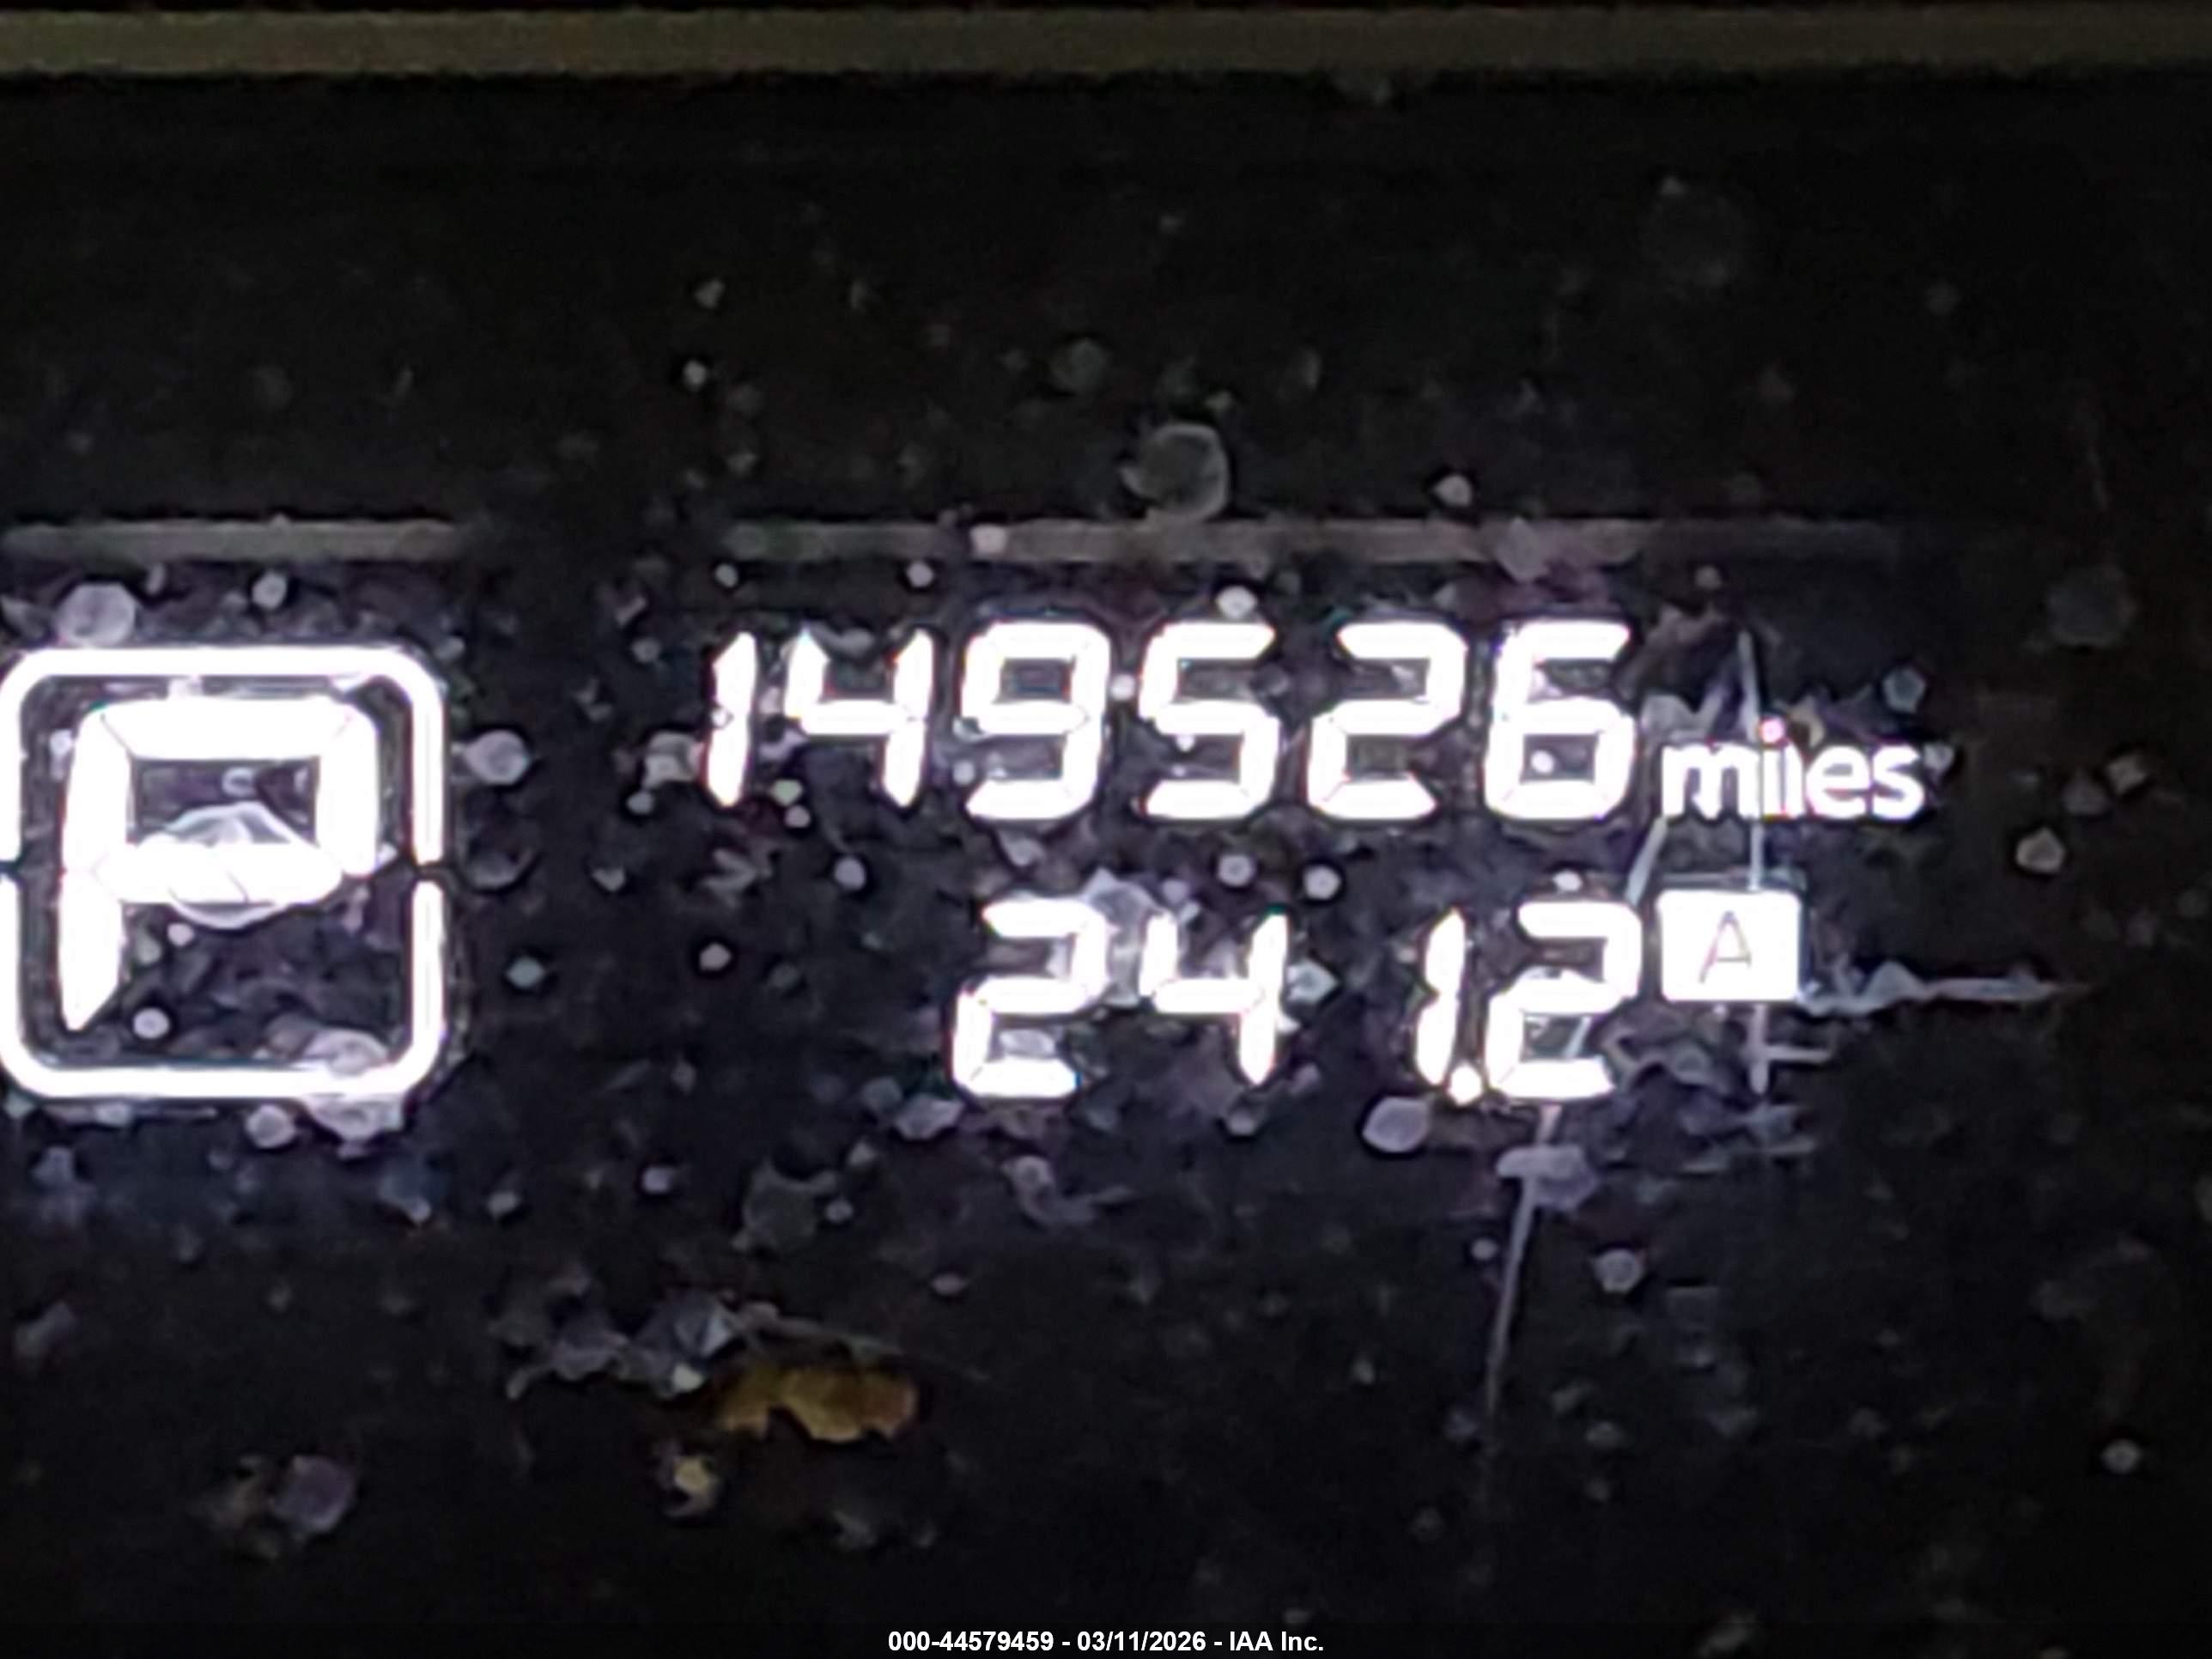 149526 miles
P
241.2 A
000-44579459 - 03/11/2026 - IAA Inc.